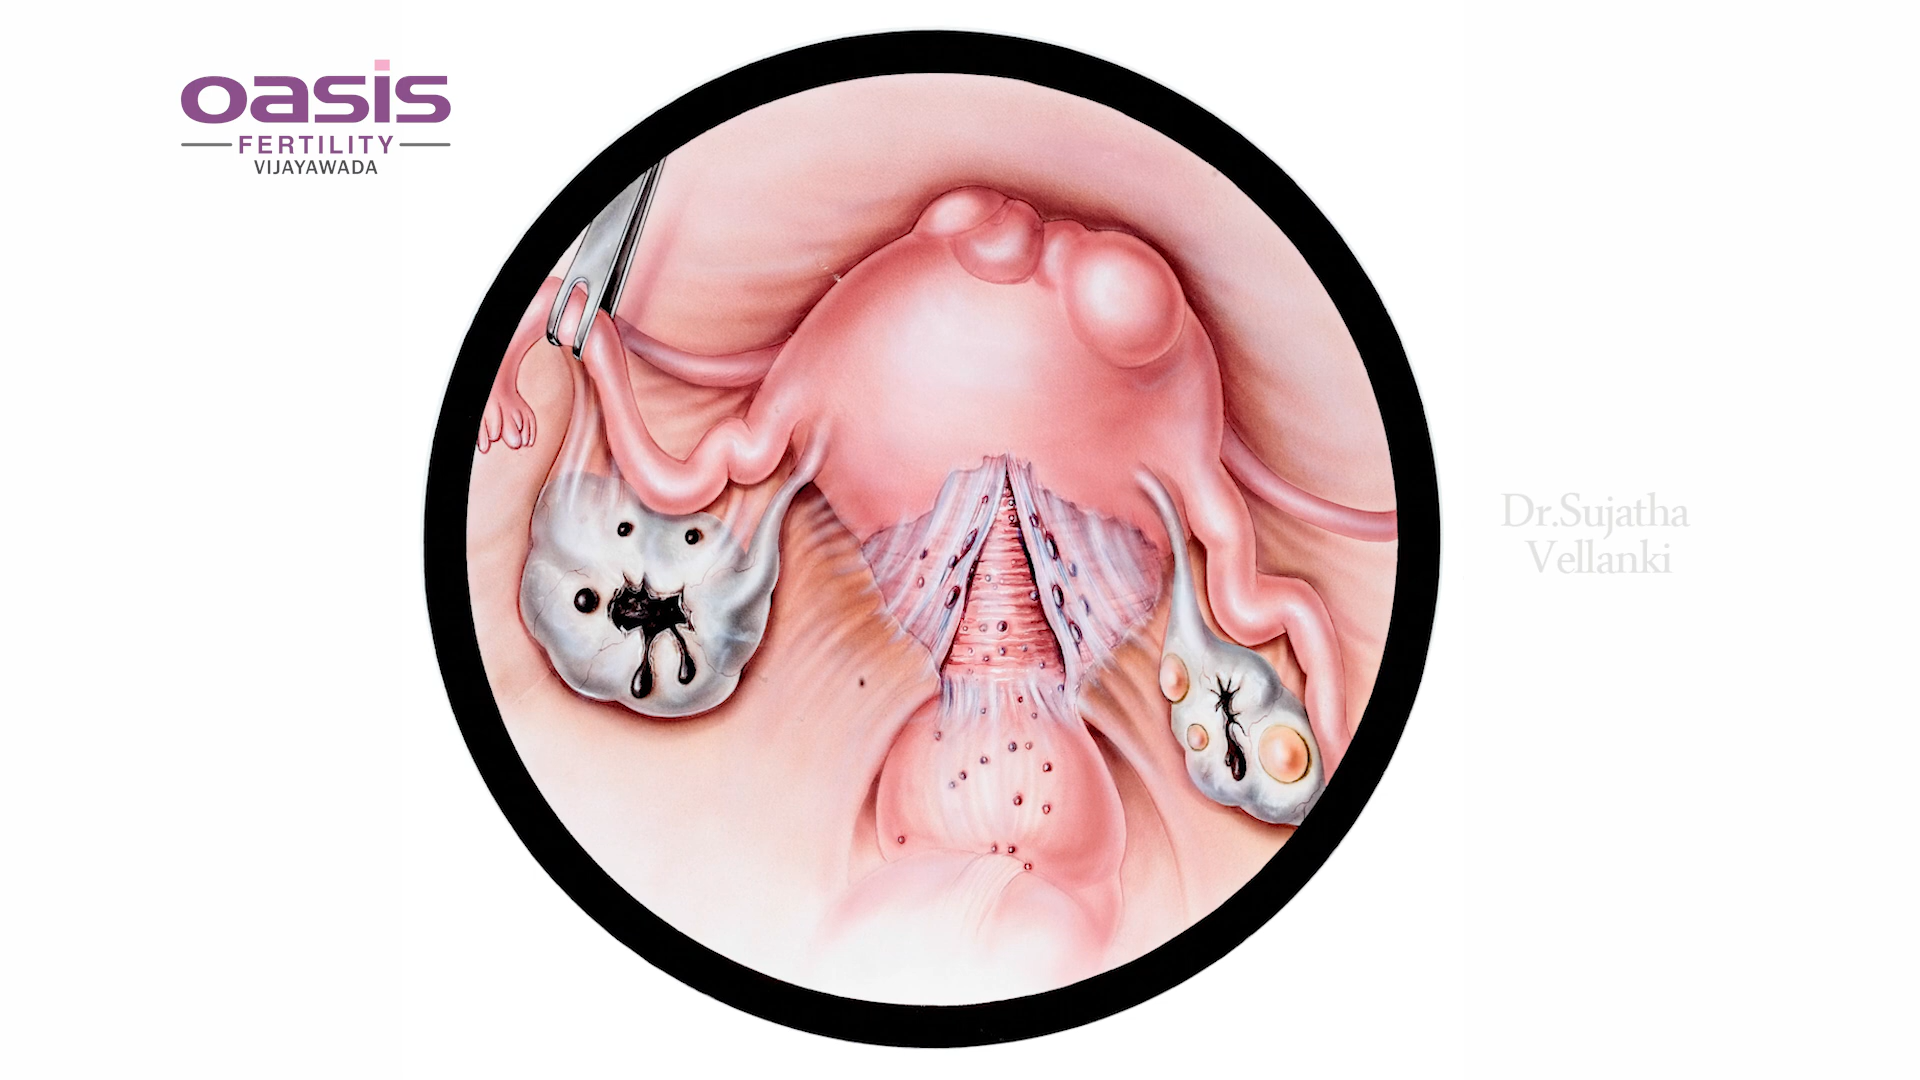 oasis
FERTILITY
VIJAYAWADA
Dr.Sujatha
Vellanki